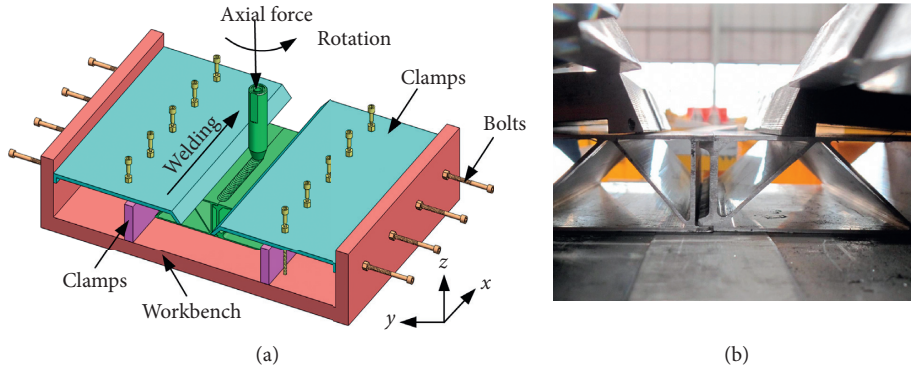 Axial force
Rotation
Clamps
Bolts
Welding
Clamps
Workbench
z
x
y
(a)
(b)